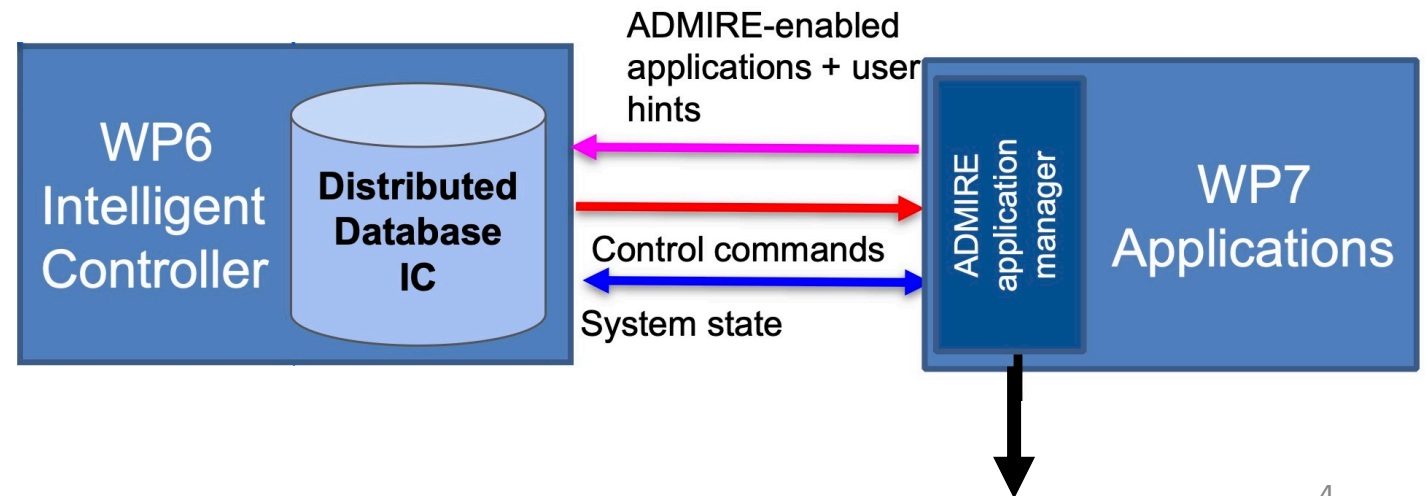 ADMIRE-enabled
applications + user
hints
WP6
Intelligent
Controller
Distributed
Database
IC
Control commands
System state
ADMIRE
application
manager
WP7
Applications
4